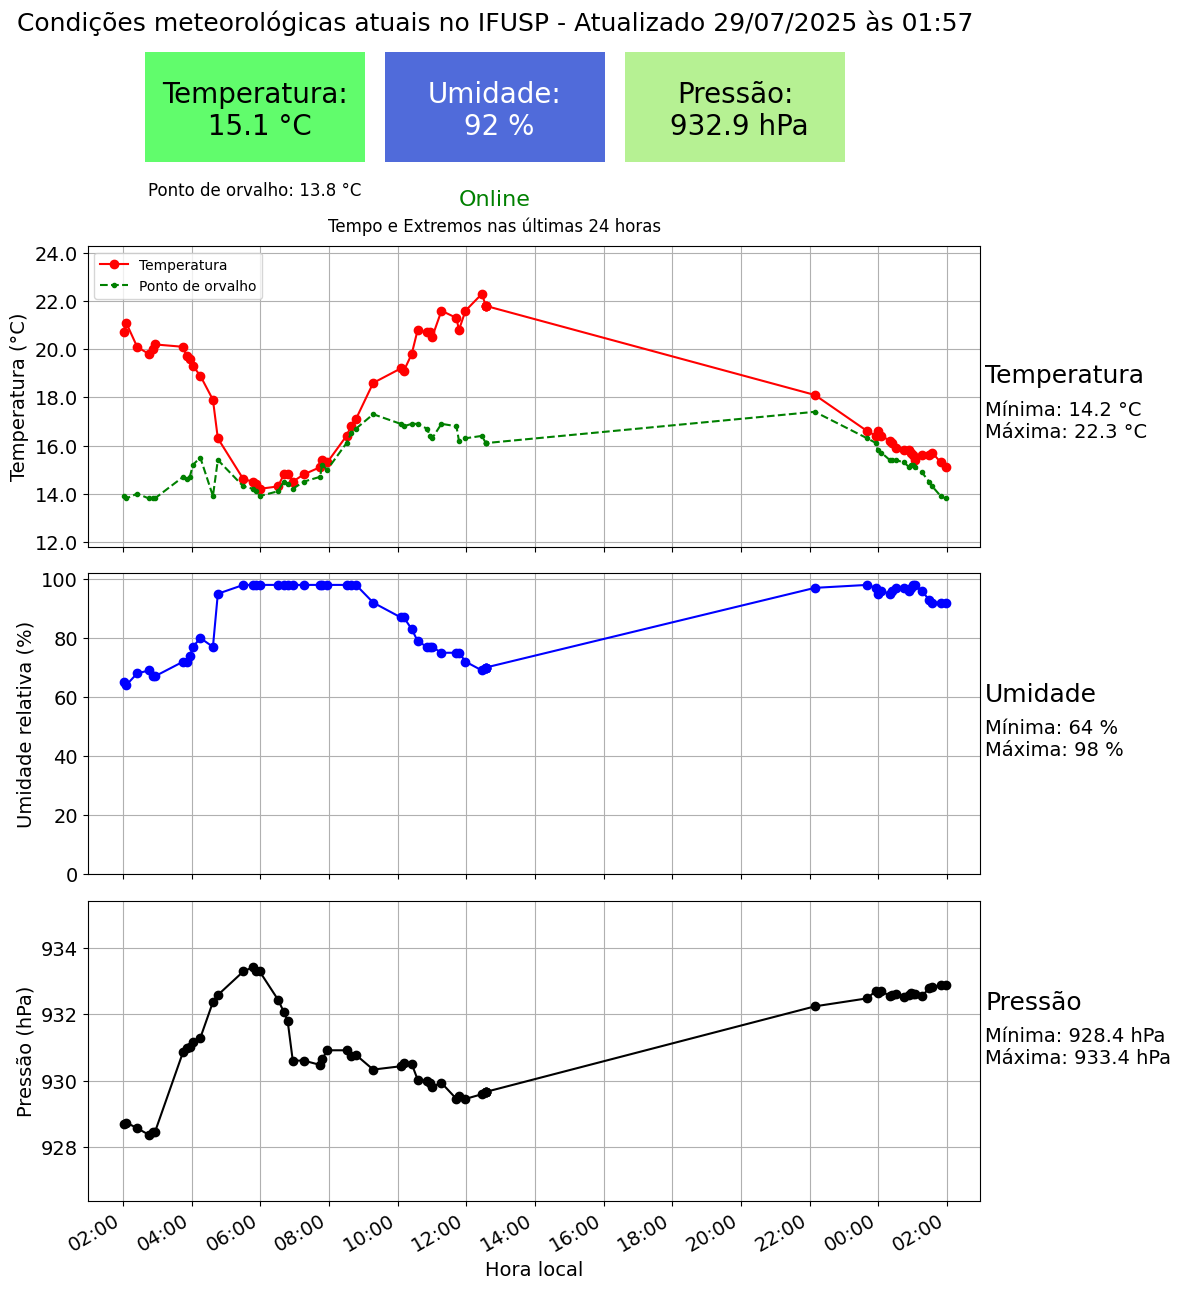 Condições meteorológicas atuais no IFUSP - Atualizado 29/07/2025 às 01:57
Temperatura:
15.1 °C
Umidade:
92 %
Pressão:
932.9 hPa
Ponto de orvalho: 13.8 °C
Online
Tempo e Extremos nas últimas 24 horas
Temperatura
Ponto de orvalho
Temperatura (°C)
24.0
22.0
20.0
18.0
16.0
14.0
12.0
Temperatura
Mínima: 14.2 °C
Máxima: 22.3 °C
Umidade relativa (%)
100
80
60
40
20
0
Umidade
Mínima: 64 %
Máxima: 98 %
Pressão (hPa)
934
932
930
928
Pressão
Mínima: 928.4 hPa
Máxima: 933.4 hPa
02:00 04:00 06:00 08:00 10:00 12:00 14:00 16:00 18:00 20:00 22:00 00:00 02:00
Hora local